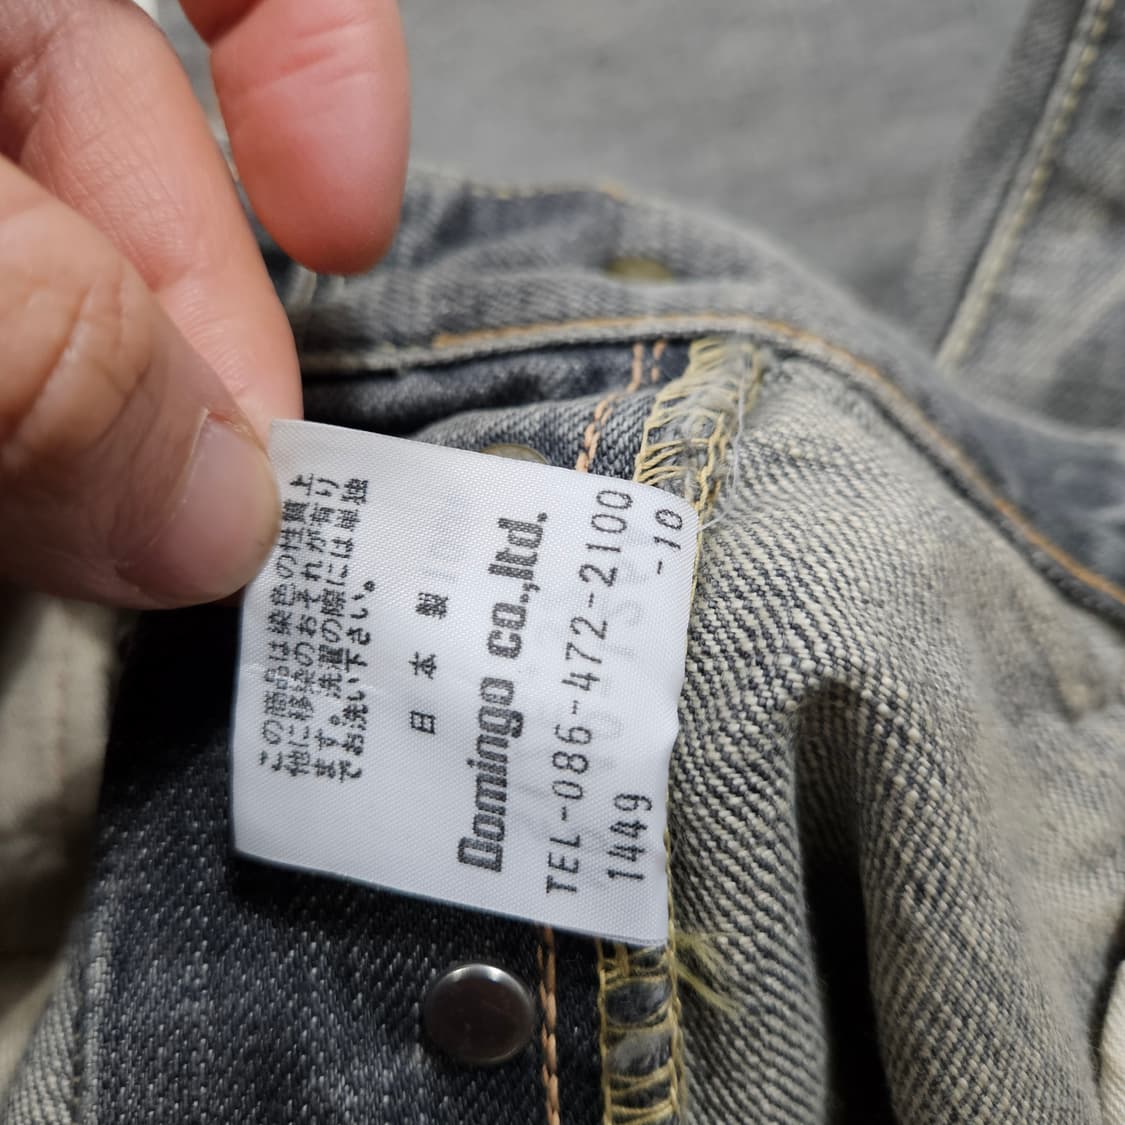 この商品は染色の性質上
他に移染のおそれが有り
ます。洗濯の際には単独
でお洗い下さい。
日本製
Domingo co.,ltd.
TEL-086-472-2100
1449 -10